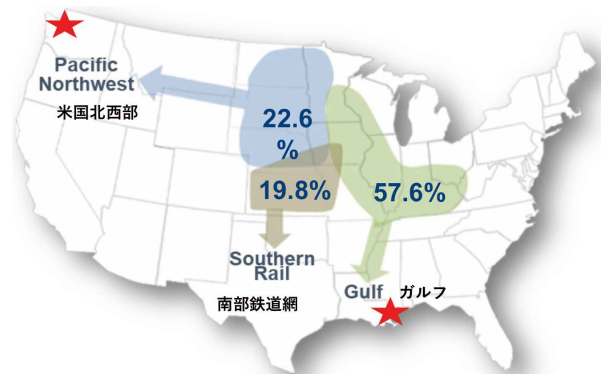 Pacific
Northwest
米国北西部
22.6
%
19.8%
57.6%
Southern
Rail
南部鉄道網
Gulf ガルフ